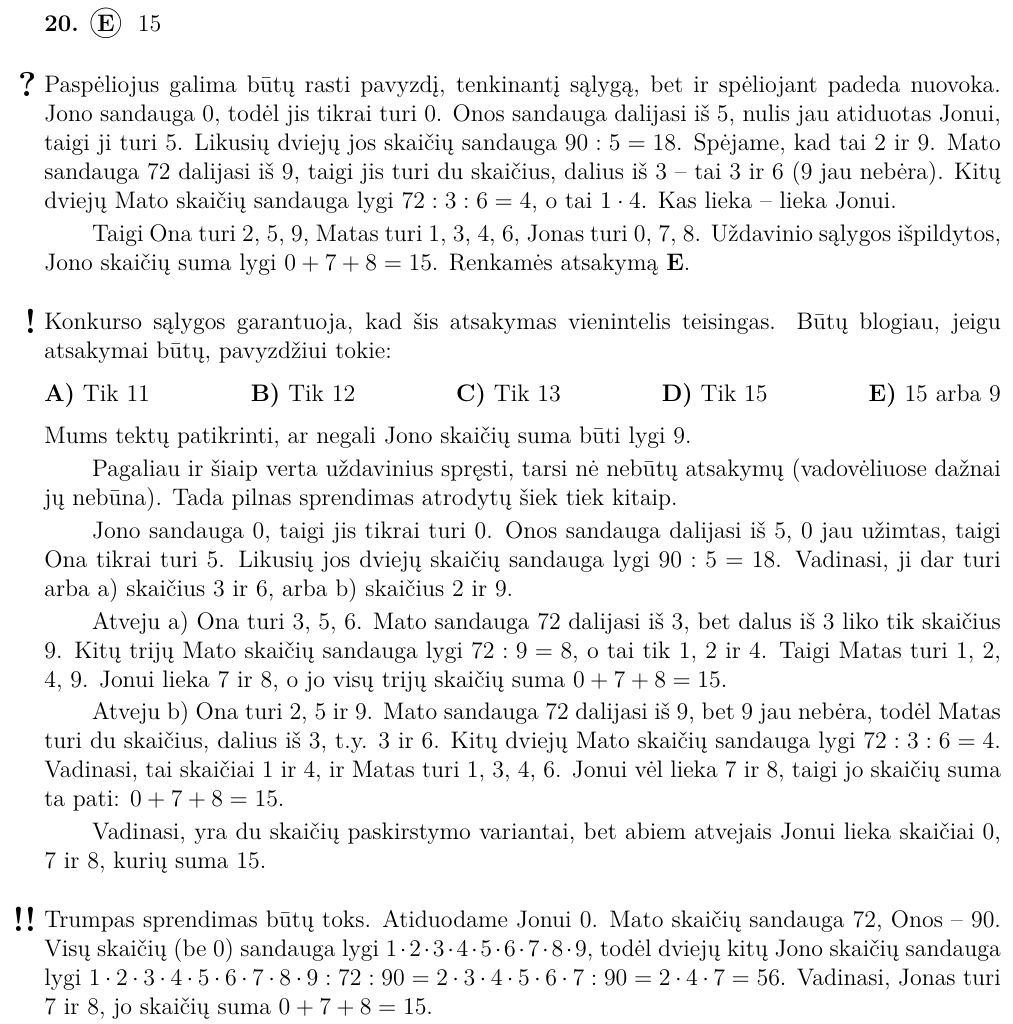 20. E 15
? Paspėliojus galima būtų rasti pavyzdį, tenkinantį sąlygą, bet ir spėliojant padeda nuovoka.
Jono sandauga 0, todėl jis tikrai turi 0. Onos sandauga dalijasi iš 5, nulis jau atiduotas Jonui,
taigi ji turi 5. Likusių dviejų jos skaičių sandauga 90 : 5 = 18. Spėjame, kad tai 2 ir 9. Mato
sandauga 72 dalijasi iš 9, taigi jis turi du skaičius, dalius iš 3 – tai 3 ir 6 (9 jau nebėra). Kitų
dviejų Mato skaičių sandauga lygi 72 : 3 : 6 = 4, o tai 1 · 4. Kas lieka – lieka Jonui.
Taigi Ona turi 2, 5, 9, Matas turi 1, 3, 4, 6, Jonas turi 0, 7, 8. Uždavinio sąlygos išpildytos,
Jono skaičių suma lygi 0 + 7 + 8 = 15. Renkamės atsakymą E.
! Konkurso sąlygos garantuoja, kad šis atsakymas vienintelis teisingas. Būtų blogiau, jeigu
atsakymai būtų, pavyzdžiui tokie:
A) Tik 11 B) Tik 12 C) Tik 13 D) Tik 15 E) 15 arba 9
Mums tektų patikrinti, ar negali Jono skaičių suma būti lygi 9.
Pagaliau ir šiaip verta uždavinius spręsti, tarsi nė nebūtų atsakymų (vadovėliuose dažnai
jų nebūna). Tada pilnas sprendimas atrodytų šiek tiek kitaip.
Jono sandauga 0, taigi jis tikrai turi 0. Onos sandauga dalijasi iš 5, 0 jau užimtas, taigi
Ona tikrai turi 5. Likusių jos dviejų skaičių sandauga lygi 90 : 5 = 18. Vadinasi, ji dar turi
arba a) skaičius 3 ir 6, arba b) skaičius 2 ir 9.
Atveju a) Ona turi 3, 5, 6. Mato sandauga 72 dalijasi iš 3, bet dalus iš 3 liko tik skaičius
9. Kitų trijų Mato skaičių sandauga lygi 72 : 9 = 8, o tai tik 1, 2 ir 4. Taigi Matas turi 1, 2,
4, 9. Jonui lieka 7 ir 8, o jo visų trijų skaičių suma 0 + 7 + 8 = 15.
Atveju b) Ona turi 2, 5 ir 9. Mato sandauga 72 dalijasi iš 9, bet 9 jau nebėra, todėl Matas
turi du skaičius, dalius iš 3, t.y. 3 ir 6. Kitų dviejų Mato skaičių sandauga lygi 72 : 3 : 6 = 4.
Vadinasi, tai skaičiai 1 ir 4, ir Matas turi 1, 3, 4, 6. Jonui vėl lieka 7 ir 8, taigi jo skaičių suma
ta pati: 0 + 7 + 8 = 15.
Vadinasi, yra du skaičių paskirstymo variantai, bet abiem atvejais Jonui lieka skaičiai 0,
7 ir 8, kurių suma 15.
!! Trumpas sprendimas būtų toks. Atiduodame Jonui 0. Mato skaičių sandauga 72, Onos – 90.
Visų skaičių (be 0) sandauga lygi 1·2·3·4·5·6·7·8·9, todėl dviejų kitų Jono skaičių sandauga
lygi 1 · 2 · 3 · 4 · 5 · 6 · 7 · 8 · 9 : 72 : 90 = 2 · 3 · 4 · 5 · 6 · 7 : 90 = 2 · 4 · 7 = 56. Vadinasi, Jonas turi
7 ir 8, jo skaičių suma 0 + 7 + 8 = 15.